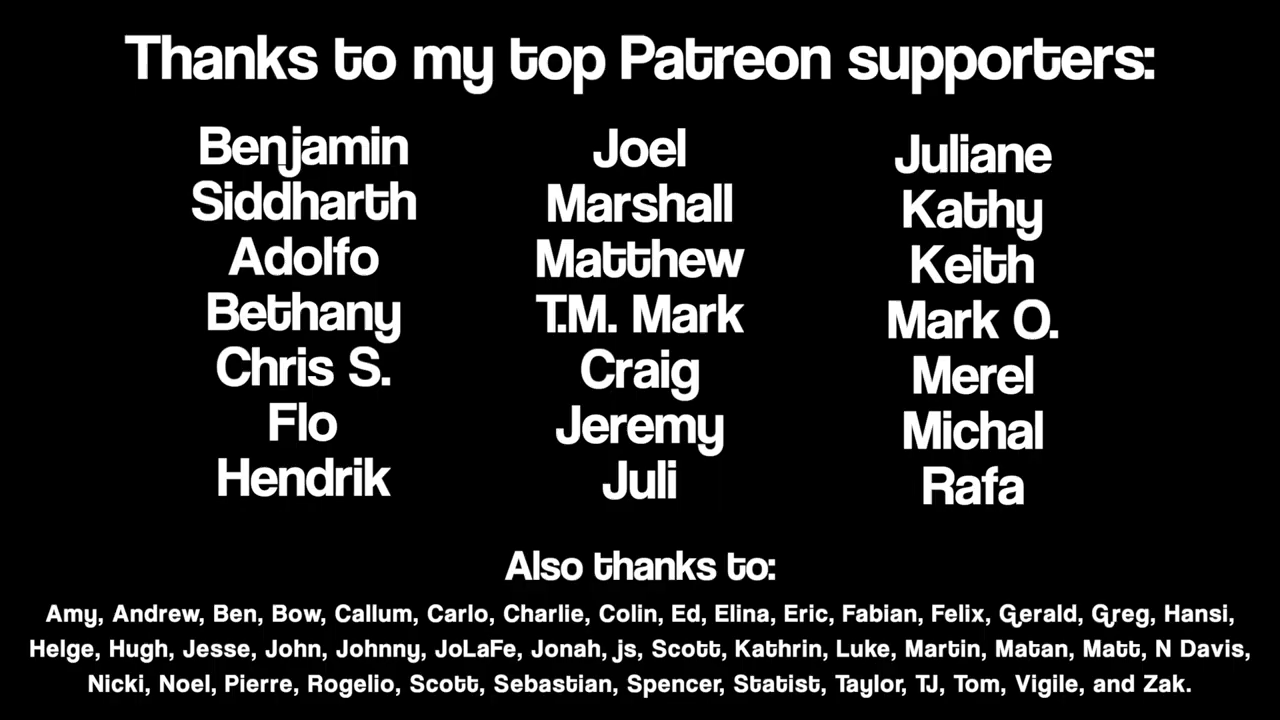 Thanks to my top Patreon supporters:
Benjamin
Siddharth
Adolfo
Bethany
Chris S.
Flo
Hendrik
Joel
Marshall
Matthew
T.M. Mark
Craig
Jeremy
Juli
Juliane
Kathy
Keith
Mark O.
Merel
Michal
Rafa
Also thanks to:
Amy, Andrew, Ben, Bow, Callum, Carlo, Charlie, Colin, Ed, Elina, Eric, Fabian, Felix, Gerald, Greg, Hansi,
Helge, Hugh, Jesse, John, Johnny, JoLaFe, Jonah, js, Scott, Kathrin, Luke, Martin, Matan, Matt, N Davis,
Nicki, Noel, Pierre, Rogelio, Scott, Sebastian, Spencer, Statist, Taylor, TJ, Tom, Vigile, and Zak.